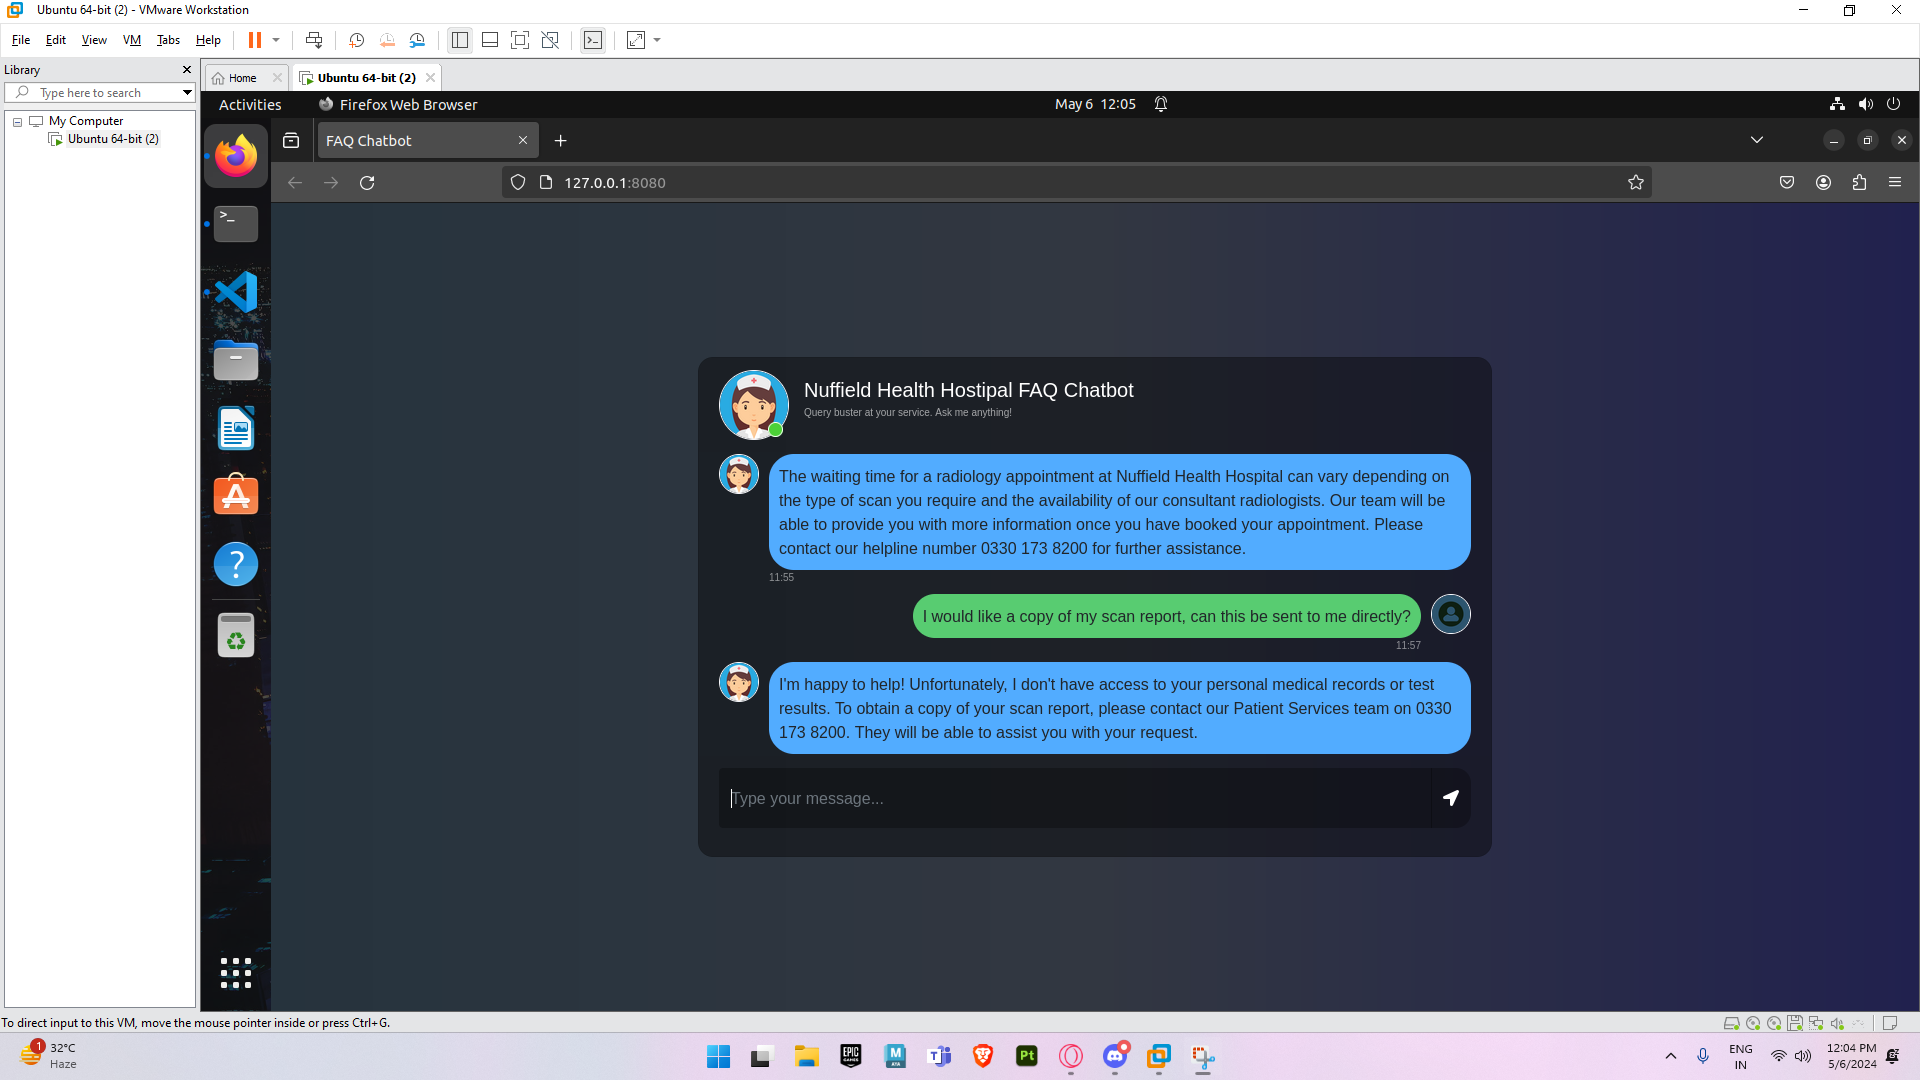 Ubuntu 64-bit (2) - VMware Workstation
File Edit View VM Tabs Help
Library
Type here to search
My Computer
Ubuntu 64-bit (2)
Home
Ubuntu 64-bit (2)
Activities
Firefox Web Browser
May 6 12:05
FAQ Chatbot
127.0.0.1:8080
Nuffield Health Hostipal FAQ Chatbot
Query buster at your service. Ask me anything!
The waiting time for a radiology appointment at Nuffield Health Hospital can vary depending on
the type of scan you require and the availability of our consultant radiologists. Our team will be
able to provide you with more information once you have booked your appointment. Please
contact our helpline number 0330 173 8200 for further assistance.
11:55
I would like a copy of my scan report, can this be sent to me directly?
11:57
I'm happy to help! Unfortunately, I don't have access to your personal medical records or test
results. To obtain a copy of your scan report, please contact our Patient Services team on 0330
173 8200. They will be able to assist you with your request.
Type your message...
To direct input to this VM, move the mouse pointer inside or press Ctrl+G.
1
32°C
Haze
EPIC
GAMES
M
Pt
ENG
IN
12:04 PM
5/6/2024